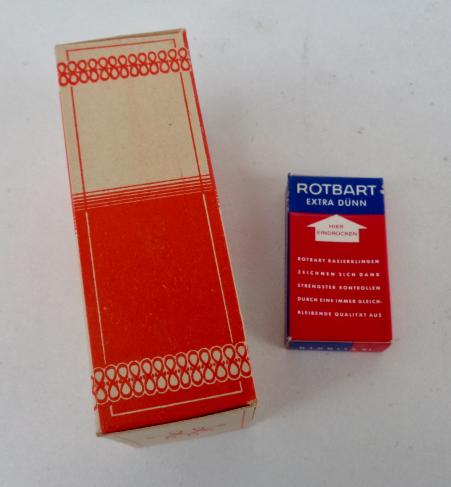 ROTBART
EXTRA DÜNN
HIER
EINDRÜCKEN
ROTBART RASIERKLINGEN
ZEICHNEN SICH DANK
STRENGSTER KONTROLLEN
DURCH EINE IMMER GLEICH-
BLEIBENDE QUALITÄT AUS